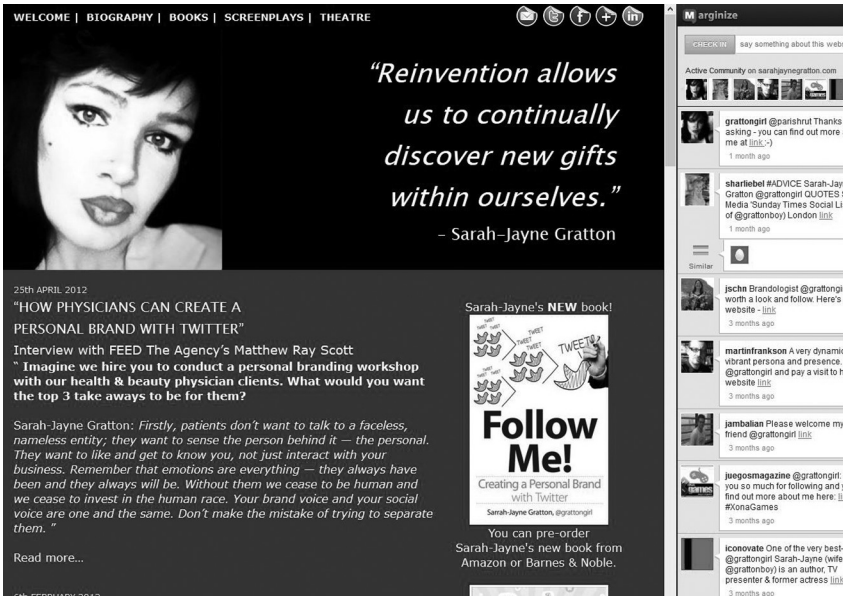 WELCOME | BIOGRAPHY | BOOKS | SCREENPLAYS | THEATRE
“Reinvention allows
us to continually
discover new gifts
within ourselves.”
– Sarah-Jayne Gratton
25th APRIL 2012
“HOW PHYSICIANS CAN CREATE A
PERSONAL BRAND WITH TWITTER”
Interview with FEED The Agency’s Matthew Ray Scott
“ Imagine we hire you to conduct a personal branding workshop
with our health & beauty physician clients. What would you want
the top 3 take aways to be for them?
Sarah-Jayne Gratton: Firstly, patients don’t want to talk to a faceless,
nameless entity; they want to sense the person behind it — the personal.
They want to like and get to know you, not just interact with your
business. Remember that emotions are everything — they always have
been and they always will be. Without them we cease to be human and
we cease to invest in the human race. Your brand voice and your social
voice are one and the same. Don’t make the mistake of trying to separate
them. ”
Read more...
6th FEBRUARY 2012
Sarah-Jayne's NEW book!
TWEET TWEET
TWEET
TWEET
TWEET
TWEET
Follow
Me!
Creating a Personal Brand
with Twitter
Sarrah-Jayne Gratton, @grattongirl
You can pre-order
Sarah-Jayne's new book from
Amazon or Barnes & Noble.
Marginize
CHECK IN say something about this webs
Active Community on sarahjaynegratton.com
games
grattongirl @parishrut Thanks
asking - you can find out more
me at link :-)
1 month ago
sharliebel #ADVICE Sarah-Jay
Gratton @grattongirl QUOTES
Media 'Sunday Times Social Li
of @grattonboy) London link
1 month ago
Similar
jschn Brandologist @grattongi
worth a look and follow. Here's
website - link
3 months ago
martinfrankson A very dynamic
vibrant persona and presence.
@grattongirl and pay a visit to h
website link
3 months ago
jambalian Please welcome my
friend @grattongirl link
3 months ago
games
juegosmagazine @grattongirl:
you so much for following and
find out more about me here:
#XonaGames
3 months ago
iconovate One of the very best-
@grattongirl Sarah-Jayne (wife
@grattonboy) is an author, TV
presenter & former actress link
3 months ago